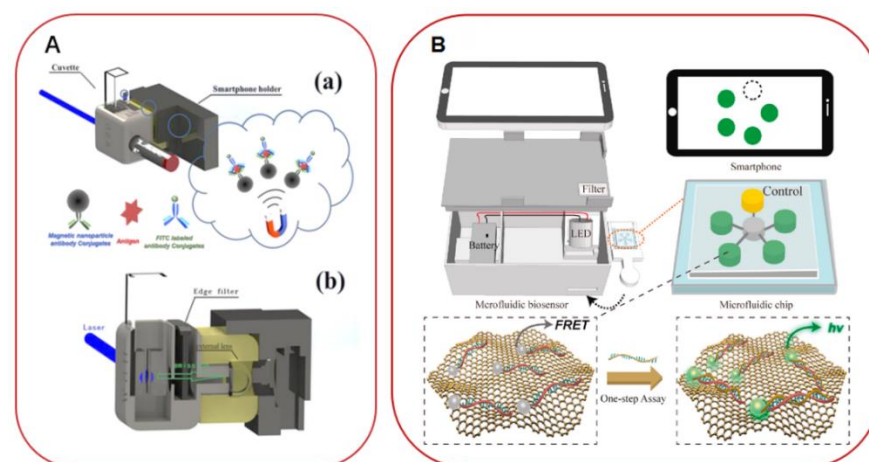 A
(a)
Cuvette
Smartphone holder
Magnetic nanoparticle
antibody Conjugates
Antigen
FITC labeled
antibody Conjugates
(b)
Edge filter
Laser
B
Filter
Battery
LED
Mcrofluidic biosensor
Smartphone
Control
Microfluidic chip
FRET
One-step Assay
hv